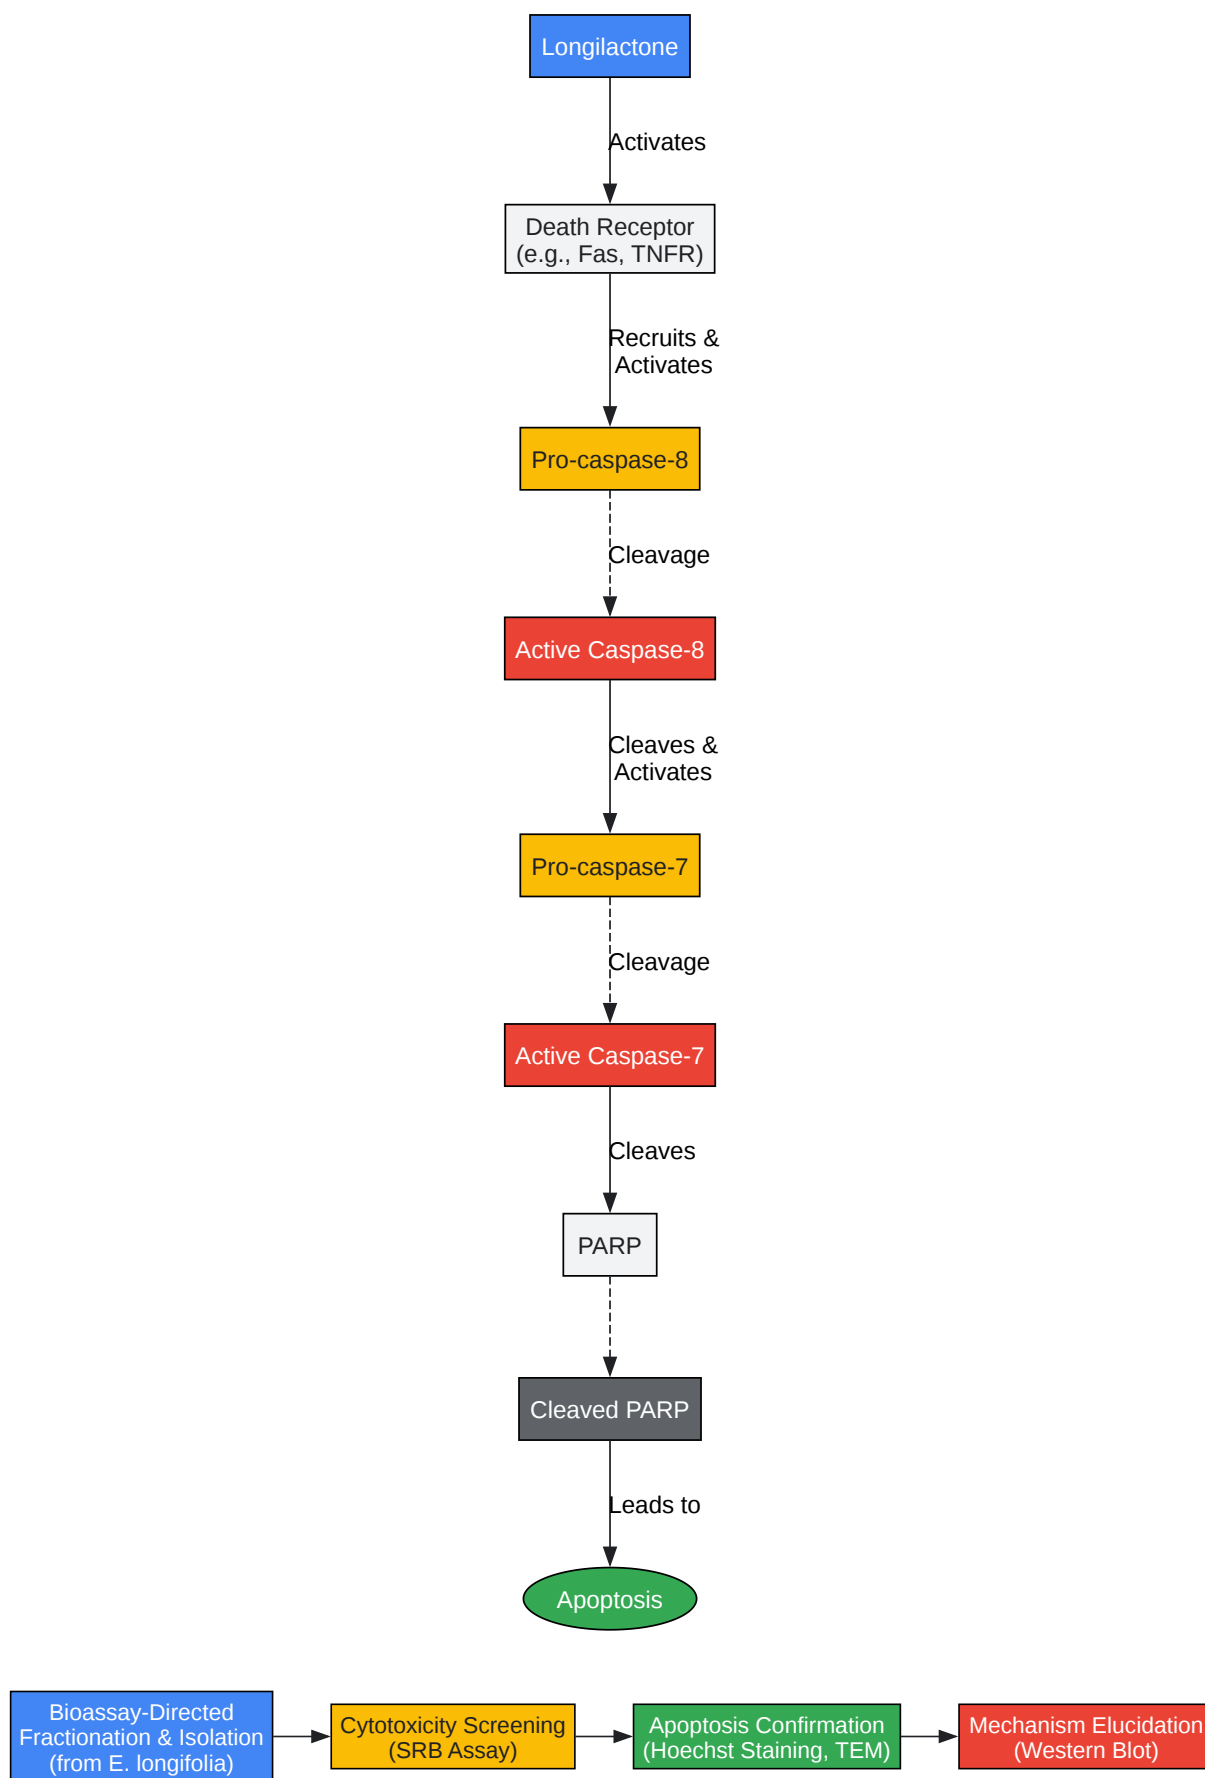 Longilactone
Activates
Death Receptor
(e.g., Fas, TNFR)
Recruits &
Activates
Pro-caspase-8
Cleavage
Active Caspase-8
Cleaves &
Activates
Pro-caspase-7
Cleavage
Active Caspase-7
Cleaves
PARP
Cleaved PARP
Leads to
Apoptosis
Bioassay-Directed
Fractionation & Isolation
(from E. longifolia)
Cytotoxicity Screening
(SRB Assay)
Apoptosis Confirmation
(Hoechst Staining, TEM)
Mechanism Elucidation
(Western Blot)